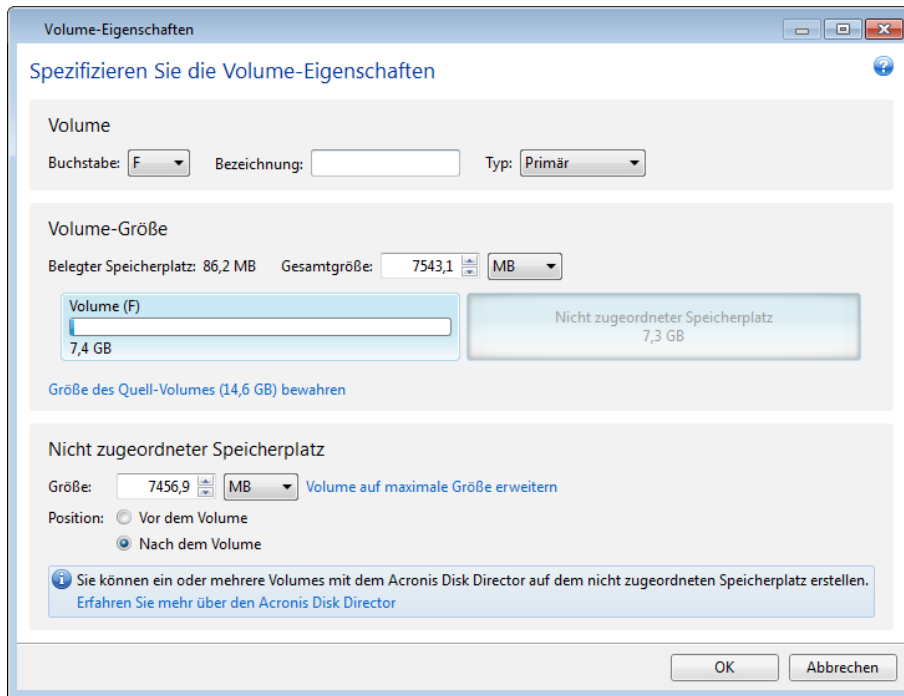 Volume-Eigenschaften
Spezifizieren Sie die Volume-Eigenschaften
Volume
Buchstabe: F Bezeichnung: Typ: Primär
Volume-Größe
Belegter Speicherplatz: 86,2 MB Gesamtgröße: 7543,1 MB
Volume (F)
7,4 GB
Nicht zugeordneter Speicherplatz
7,3 GB
Größe des Quell-Volumes (14,6 GB) bewahren
Nicht zugeordneter Speicherplatz
Größe: 7456,9 MB Volume auf maximale Größe erweitern
Position: Vor dem Volume
Nach dem Volume
Sie können ein oder mehrere Volumes mit dem Acronis Disk Director auf dem nicht zugeordneten Speicherplatz erstellen.
Erfahren Sie mehr über den Acronis Disk Director
OK Abbrechen